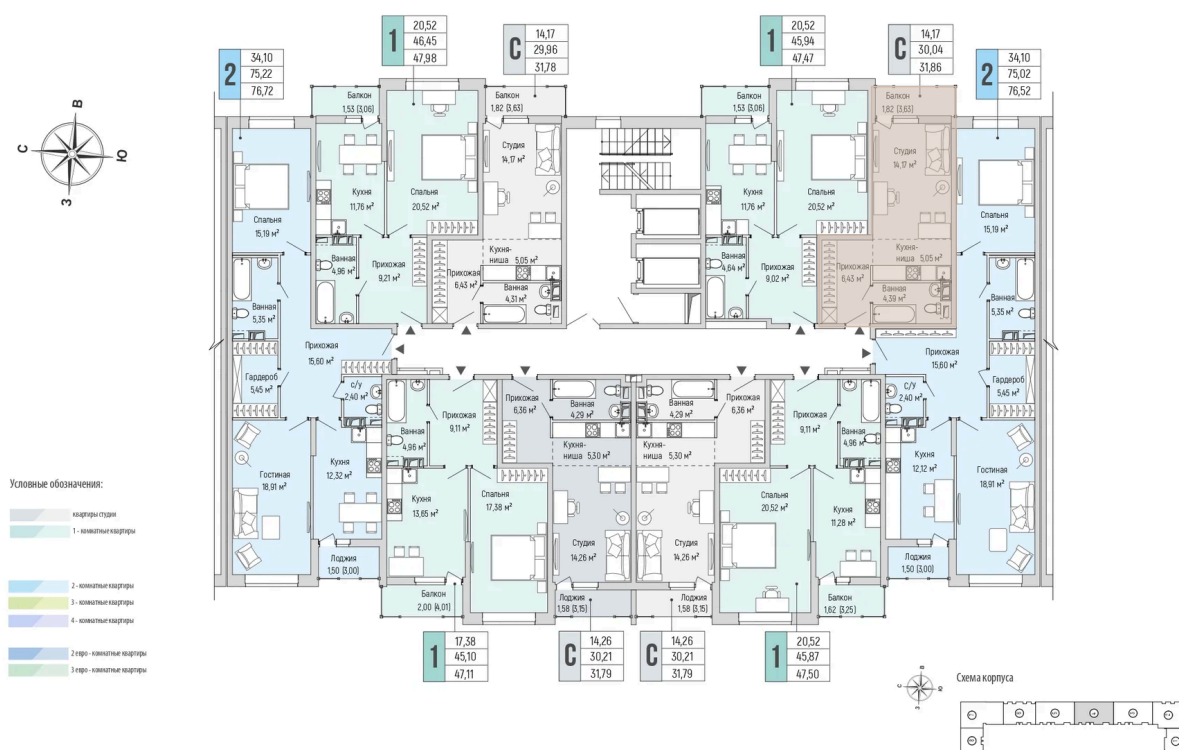 2
34,10
75,22
76,72
1
20,52
46,45
47,98
С
14,17
29,96
31,78
1
20,52
45,94
47,47
С
14,17
30,04
31,86
2
34,10
75,02
76,52
В
С
Ю
З
Балкон
1,53 (3,06)
Балкон
1,82 (3,63)
Балкон
1,53 (3,06)
Балкон
1,82 (3,63)
Спальня
15,19 м²
Кухня
11,76 м²
Спальня
20,52 м²
Студия
14,17 м²
Кухня
11,76 м²
Спальня
20,52 м²
Студия
14,17 м²
Спальня
15,19 м²
Ванная
4,96 м²
Прихожая
9,21 м²
Прихожая
6,43 м²
Кухня-
ниша 5,05 м²
Ванная
4,31 м²
Ванная
4,64 м²
Прихожая
9,02 м²
Прихожая
6,43 м²
Кухня-
ниша 5,05 м²
Ванная
4,39 м²
Ванная
5,35 м²
Ванная
5,35 м²
Прихожая
15,60 м²
Прихожая
15,60 м²
Гардероб
5,45 м²
с/у
2,40 м²
с/у
2,40 м²
Гардероб
5,45 м²
Ванная
4,96 м²
Прихожая
9,11 м²
Прихожая
6,36 м²
Ванная
4,29 м²
Кухня-
ниша 5,30 м²
Ванная
4,29 м²
Прихожая
6,36 м²
Кухня-
ниша 5,30 м²
Прихожая
9,11 м²
Ванная
4,96 м²
Гостиная
18,91 м²
Кухня
12,32 м²
Кухня
13,65 м²
Спальня
17,38 м²
Студия
14,26 м²
Студия
14,26 м²
Спальня
20,52 м²
Кухня
11,28 м²
Кухня
12,12 м²
Гостиная
18,91 м²
Лоджия
1,50 (3,00)
Балкон
2,00 (4,01)
Лоджия
1,58 (3,15)
Лоджия
1,58 (3,15)
Балкон
1,62 (3,25)
Лоджия
1,50 (3,00)
1
17,38
45,10
47,11
С
14,26
30,21
31,79
С
14,26
30,21
31,79
1
20,52
45,87
47,50
Условные обозначения:
квартиры студии
1 - комнатные квартиры
2 - комнатные квартиры
3 - комнатные квартиры
4 - комнатные квартиры
2 евро - комнатные квартиры
3 евро - комнатные квартиры
В
С
Ю
З
Схема корпуса